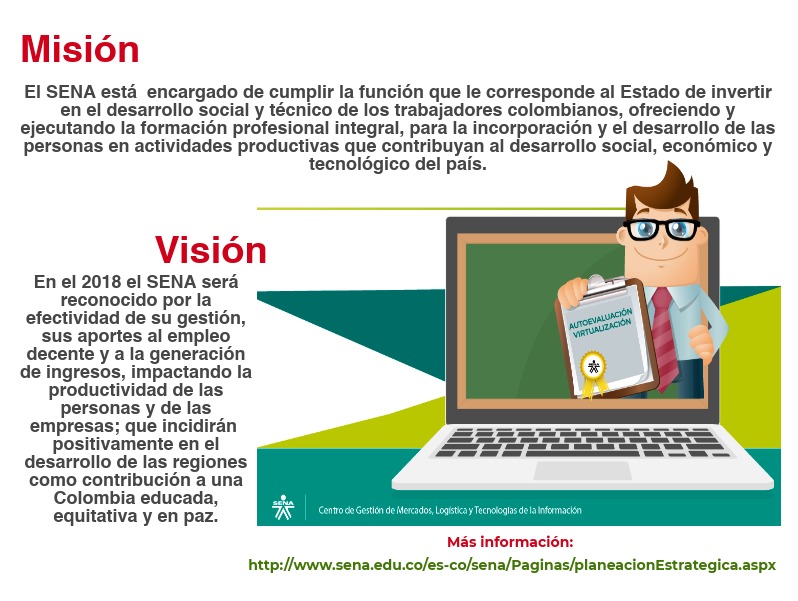 Misión
El SENA está  encargado de cumplir la función que le corresponde al Estado de invertir
en el desarrollo social y técnico de los trabajadores colombianos, ofreciendo y
ejecutando la formación profesional integral, para la incorporación y el desarrollo de las
personas en actividades productivas que contribuyan al desarrollo social, económico y
tecnológico del país.
Visión
En el 2018 el SENA será
reconocido por la
efectividad de su gestión,
sus aportes al empleo
decente y a la generación
de ingresos, impactando la
productividad de las
personas y de las
empresas; que incidirán
positivamente en el
desarrollo de las regiones
como contribución a una
Colombia educada,
equitativa y en paz.
AUTOEVALUACIÓN
VIRTUALIZACIÓN
SENA
Centro de Gestión de Mercados, Logística y Tecnologías de la Información
Más información:
http://www.sena.edu.co/es-co/sena/Paginas/planeacionEstrategica.aspx